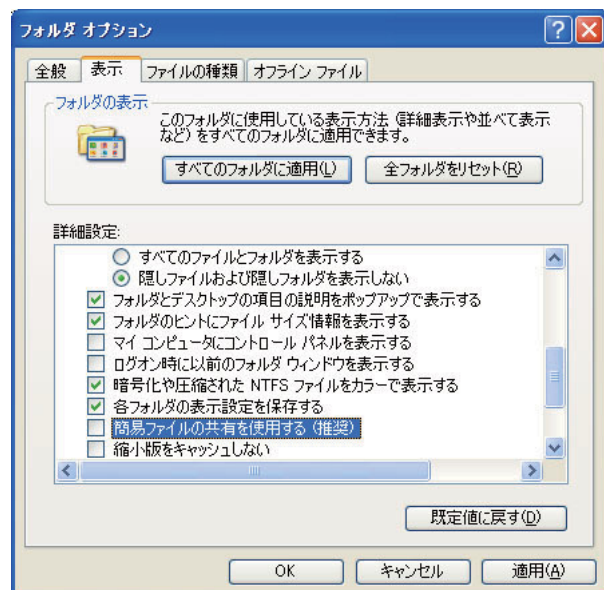 フォルダ オプション
全般 表示 ファイルの種類 オフライン ファイル
フォルダの表示
このフォルダに使用している表示方法 (詳細表示や並べて表示
など) をすべてのフォルダに適用できます。
すべてのフォルダに適用(L) 全フォルダをリセット(R)
詳細設定:
すべてのファイルとフォルダを表示する
隠しファイルおよび隠しフォルダを表示しない
フォルダとデスクトップの項目の説明をポップアップで表示する
フォルダのヒントにファイル サイズ情報を表示する
マイ コンピュータにコントロール パネルを表示する
ログオン時に以前のフォルダ ウィンドウを表示する
暗号化や圧縮された NTFS ファイルをカラーで表示する
各フォルダの表示設定を保存する
簡易ファイルの共有を使用する (推奨)
縮小版をキャッシュしない
既定値に戻す(D)
OK キャンセル 適用(A)